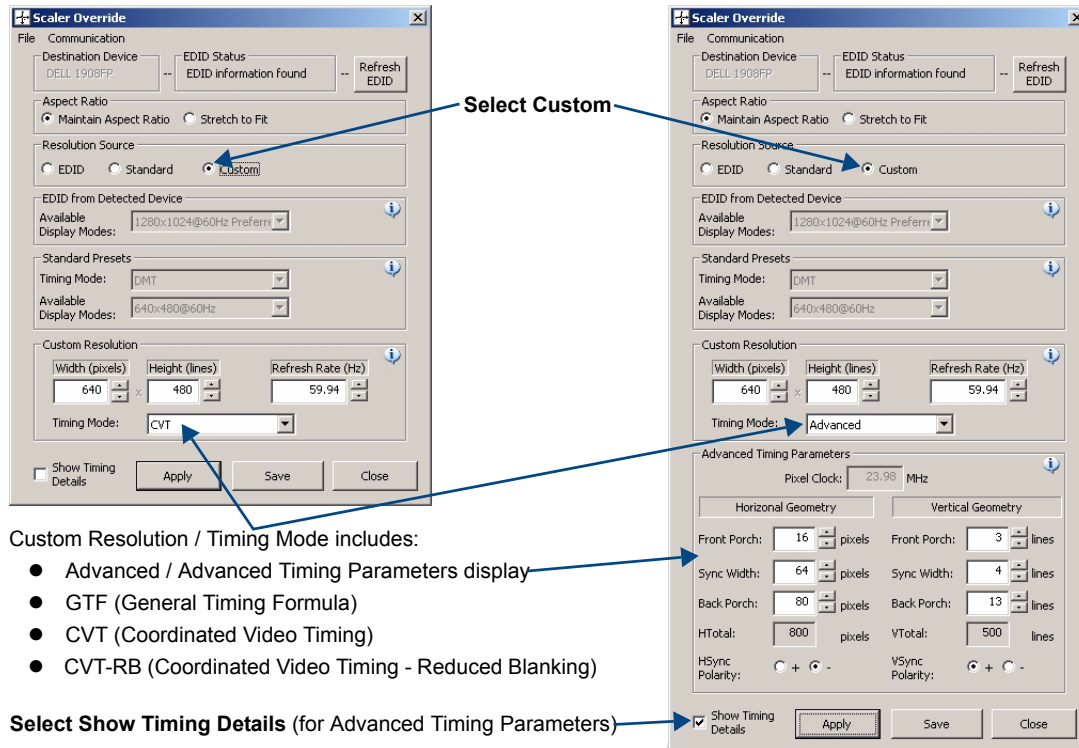 Scaler Override
File Communication
Destination Device
DELL 1908FP
--
EDID Status
EDID information found
--
Refresh
EDID
Aspect Ratio
Maintain Aspect Ratio
Stretch to Fit
Resolution Source
EDID
Standard
Custom
EDID from Detected Device
Available
Display Modes:
1280x1024@60Hz Preferre
Standard Presets
Timing Mode:
DMT
Available
Display Modes:
640x480@60Hz
Custom Resolution
Width (pixels)
Height (lines)
Refresh Rate (Hz)
640 x 480
59.94
Timing Mode:
CVT
Show Timing
Details
Apply
Save
Close
Select Custom
Scaler Override
File Communication
Destination Device
DELL 1908FP
--
EDID Status
EDID information found
--
Refresh
EDID
Aspect Ratio
Maintain Aspect Ratio
Stretch to Fit
Resolution Source
EDID
Standard
Custom
EDID from Detected Device
Available
Display Modes:
1280x1024@60Hz Preferre
Standard Presets
Timing Mode:
DMT
Available
Display Modes:
640x480@60Hz
Custom Resolution
Width (pixels)
Height (lines)
Refresh Rate (Hz)
640 x 480
59.94
Timing Mode:
Advanced
Advanced Timing Parameters
Pixel Clock: 23.98 MHz
Horizonal Geometry
Vertical Geometry
Front Porch: 16 pixels
Front Porch: 3 lines
Sync Width: 64 pixels
Sync Width: 4 lines
Back Porch: 80 pixels
Back Porch: 13 lines
HTotal: 800 pixels
VTotal: 500 lines
HSync
Polarity:
+ -
VSync
Polarity:
+ -
Show Timing
Details
Apply
Save
Close
Custom Resolution / Timing Mode includes:
● Advanced / Advanced Timing Parameters display
● GTF (General Timing Formula)
● CVT (Coordinated Video Timing)
● CVT-RB (Coordinated Video Timing - Reduced Blanking)
Select Show Timing Details (for Advanced Timing Parameters)